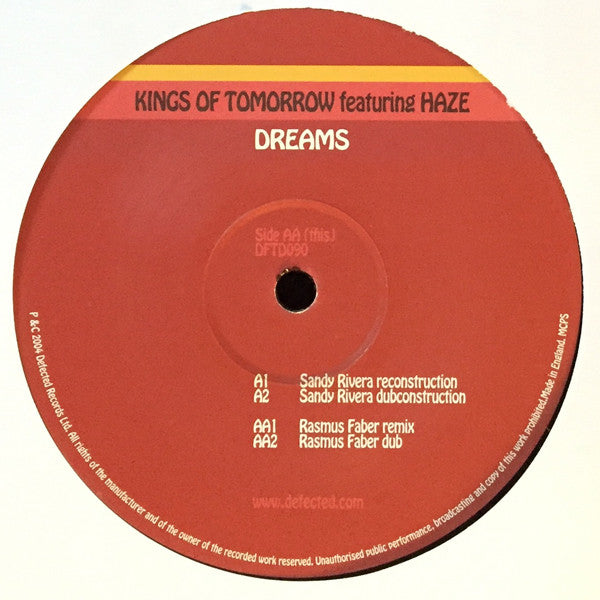 KINGS OF TOMORROW featuring HAZE
DREAMS
Side AA (this)
DFTD090
A1 Sandy Rivera reconstruction
A2 Sandy Rivera dubconstruction
AA1 Rasmus Faber remix
AA2 Rasmus Faber dub
www.defected.com
P & C 2004 Defected Records Ltd. All rights of the manufacturer and of the owner of the recorded work reserved. Unauthorised public performance, broadcasting and copy of this work prohibited.Made in England. MCPS